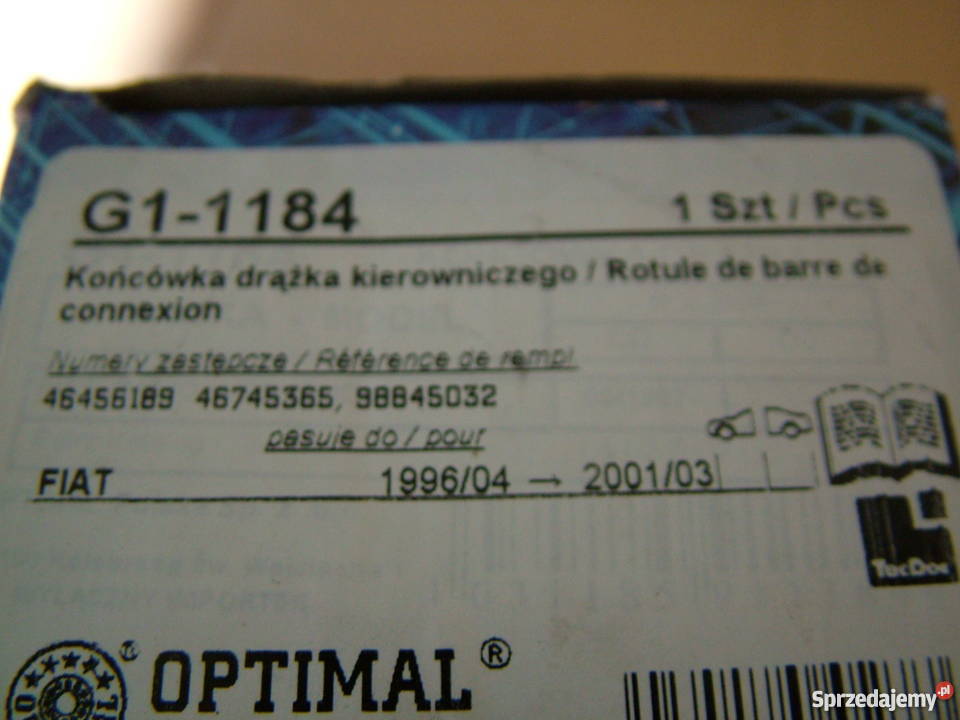 G1-1184 1 Szt / Pcs
Końcówka drążka kierowniczego / Rotule de barre de
connexion
Numery zastępcze / Référence de rempl.
46456189 46745365, 98845032
pasuje do / pour
FIAT 1996/04 → 2001/03
TecDoc
OPTIMAL ®
Sprzedajemy.pl